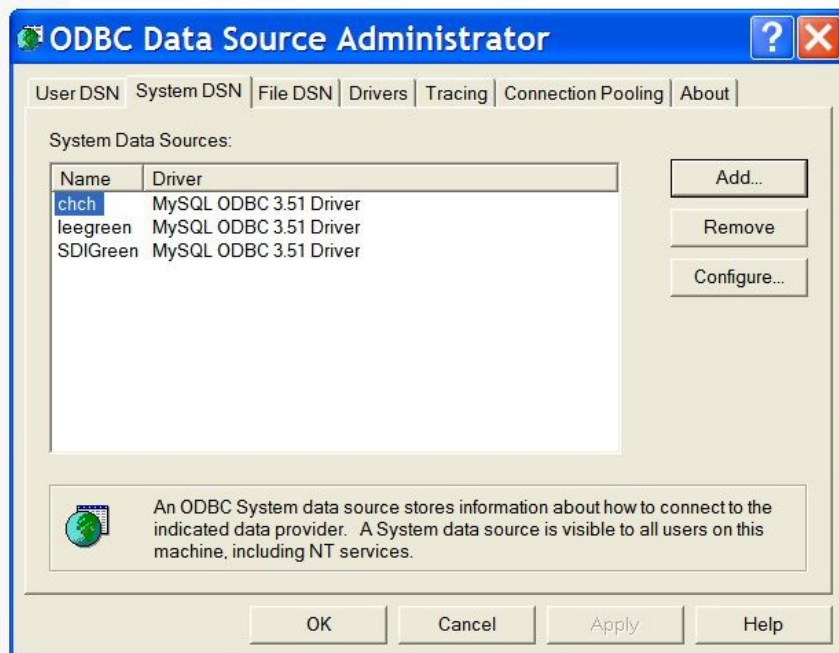 ODBC Data Source Administrator
User DSN System DSN File DSN Drivers Tracing Connection Pooling About
System Data Sources:
Name Driver
chch MySQL ODBC 3.51 Driver
leegreen MySQL ODBC 3.51 Driver
SDIGreen MySQL ODBC 3.51 Driver
Add...
Remove
Configure...
An ODBC System data source stores information about how to connect to the
indicated data provider. A System data source is visible to all users on this
machine, including NT services.
OK Cancel Apply Help